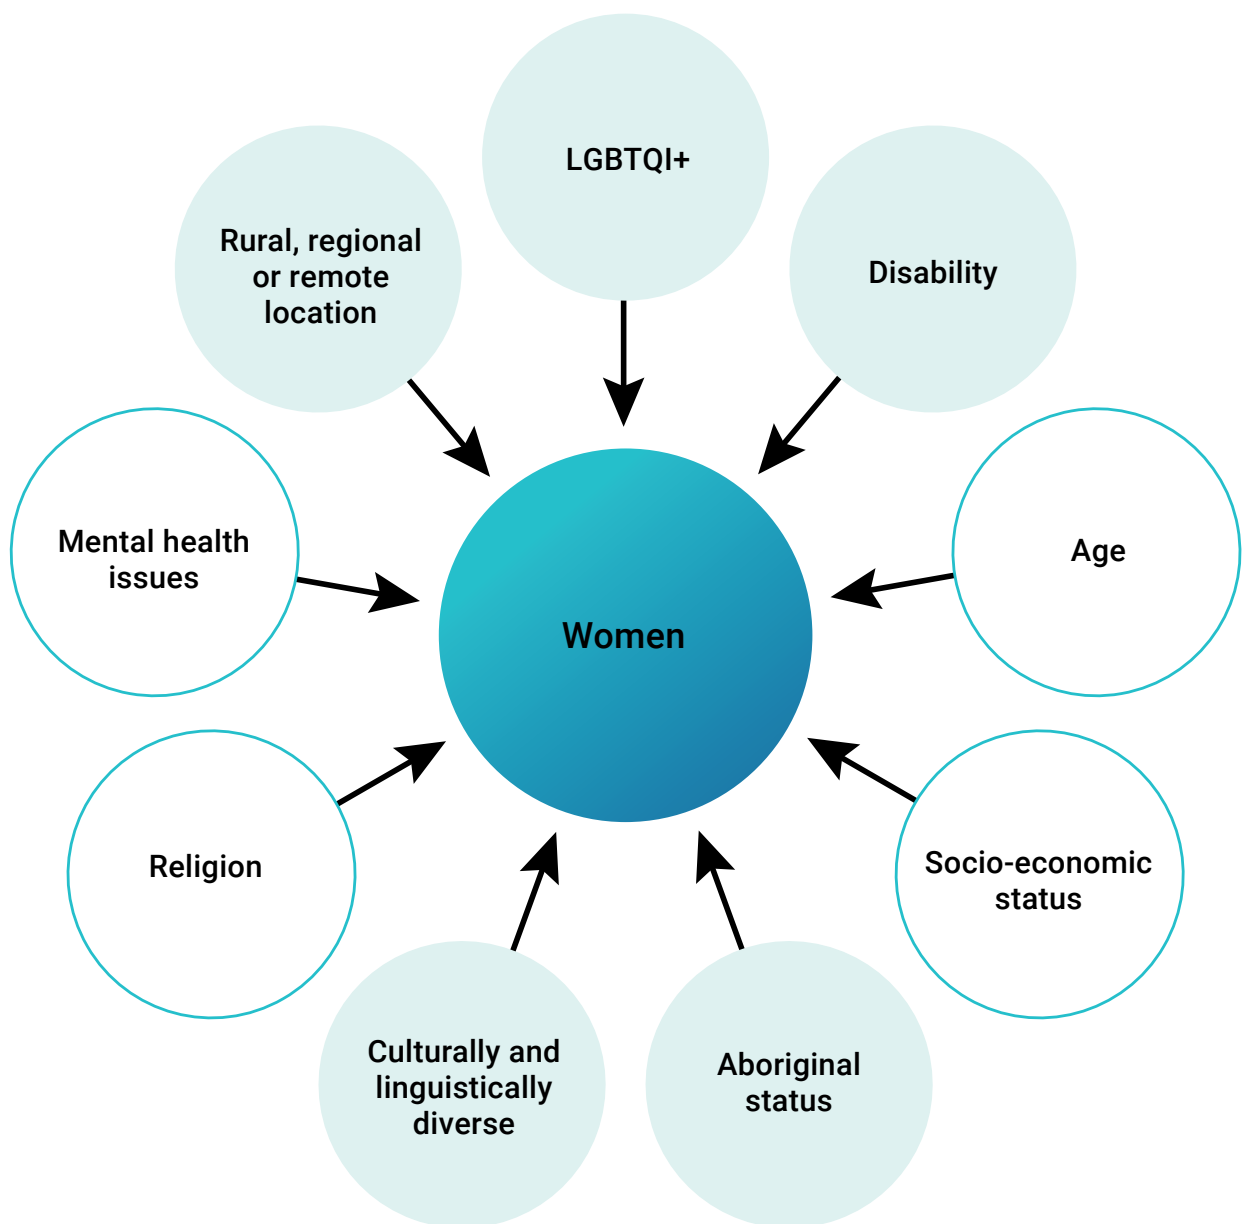 LGBTQI+
Rural, regional
or remote
location
Disability
Mental health
issues
Age
Women
Religion
Socio-economic
status
Culturally and
linguistically
diverse
Aboriginal
status